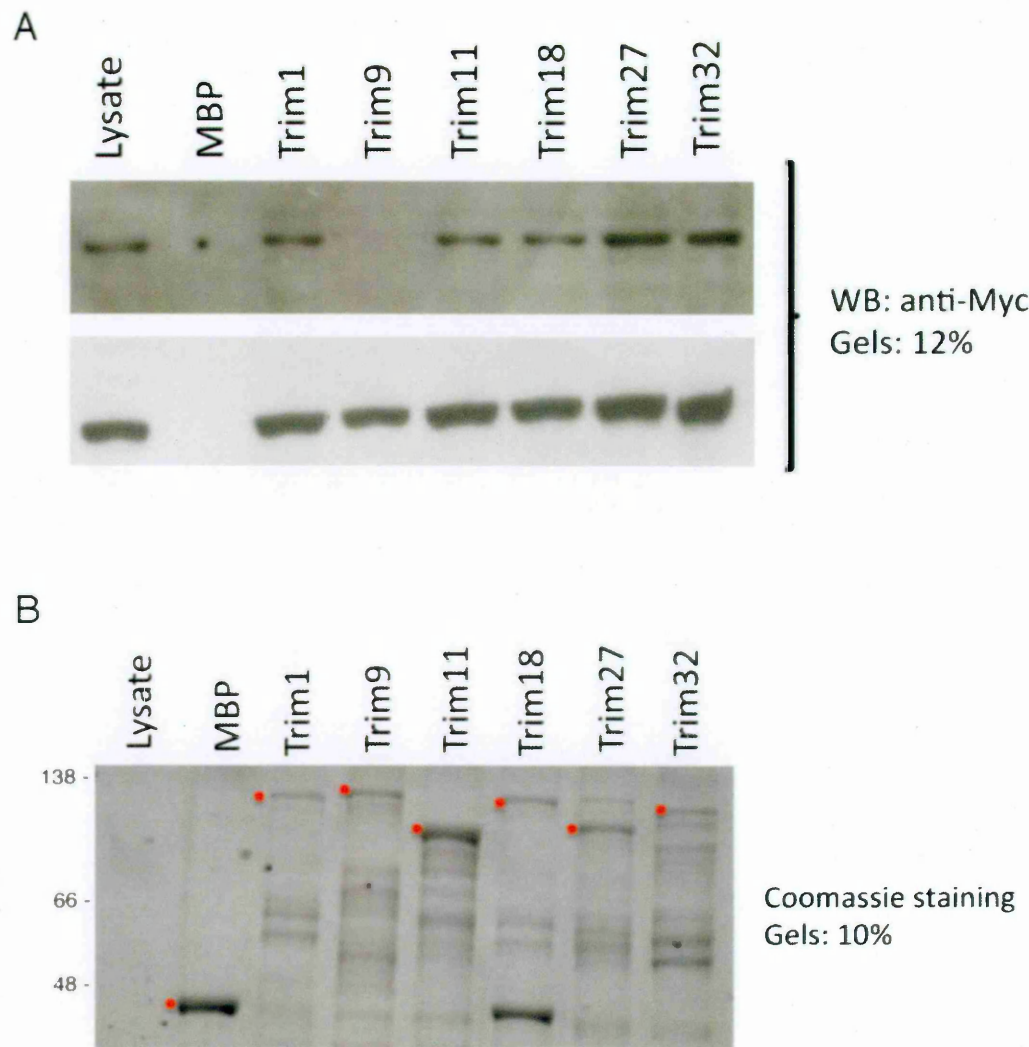 A
Lysate
MBP
Trim1
Trim9
Trim11
Trim18
Trim27
Trim32
WB: anti-Myc
Gels: 12%
B
Lysate
MBP
Trim1
Trim9
Trim11
Trim18
Trim27
Trim32
138 -
66 -
48 -
Coomassie staining
Gels: 10%